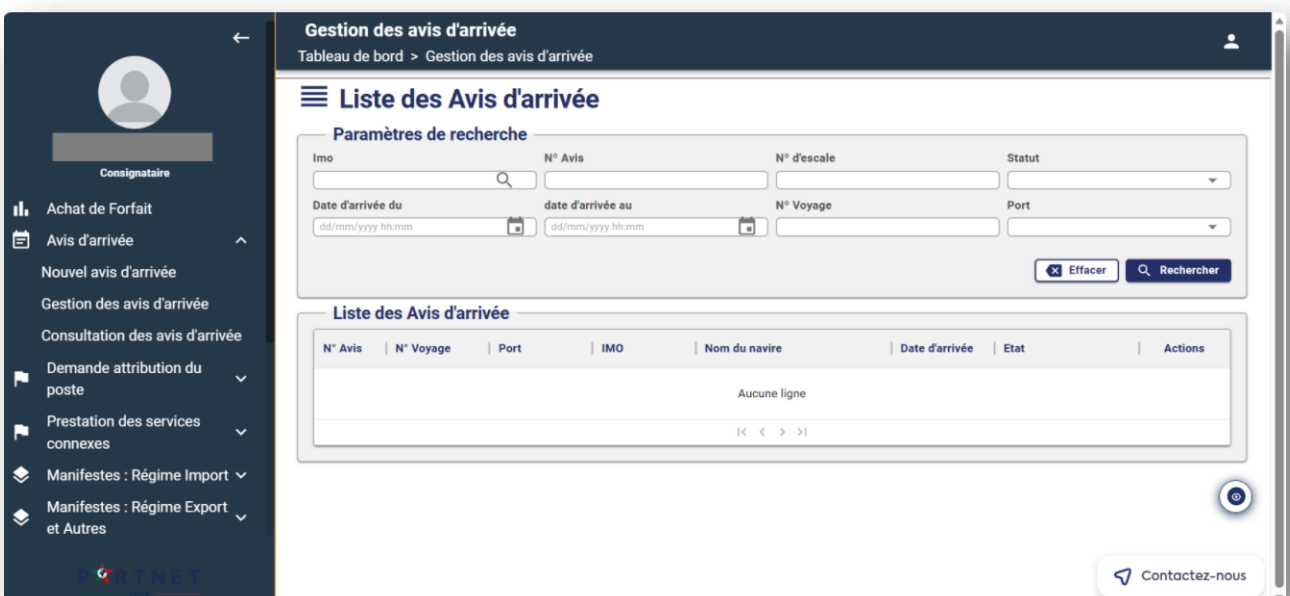 Gestion des avis d'arrivée
Tableau de bord > Gestion des avis d'arrivée
Consignataire
Achat de Forfait
Avis d'arrivée
Nouvel avis d'arrivée
Gestion des avis d'arrivée
Consultation des avis d'arrivée
Demande attribution du
poste
Prestation des services
connexes
Manifestes : Régime Import
Manifestes : Régime Export
et Autres
PORTNET
Liste des Avis d'arrivée
Paramètres de recherche
Imo N° Avis N° d'escale Statut
Date d'arrivée du date d'arrivée au N° Voyage Port
dd/mm/yyyy hh:mm dd/mm/yyyy hh:mm
Effacer Rechercher
Liste des Avis d'arrivée
N° Avis N° Voyage Port IMO Nom du navire Date d'arrivée Etat Actions
Aucune ligne
Contactez-nous